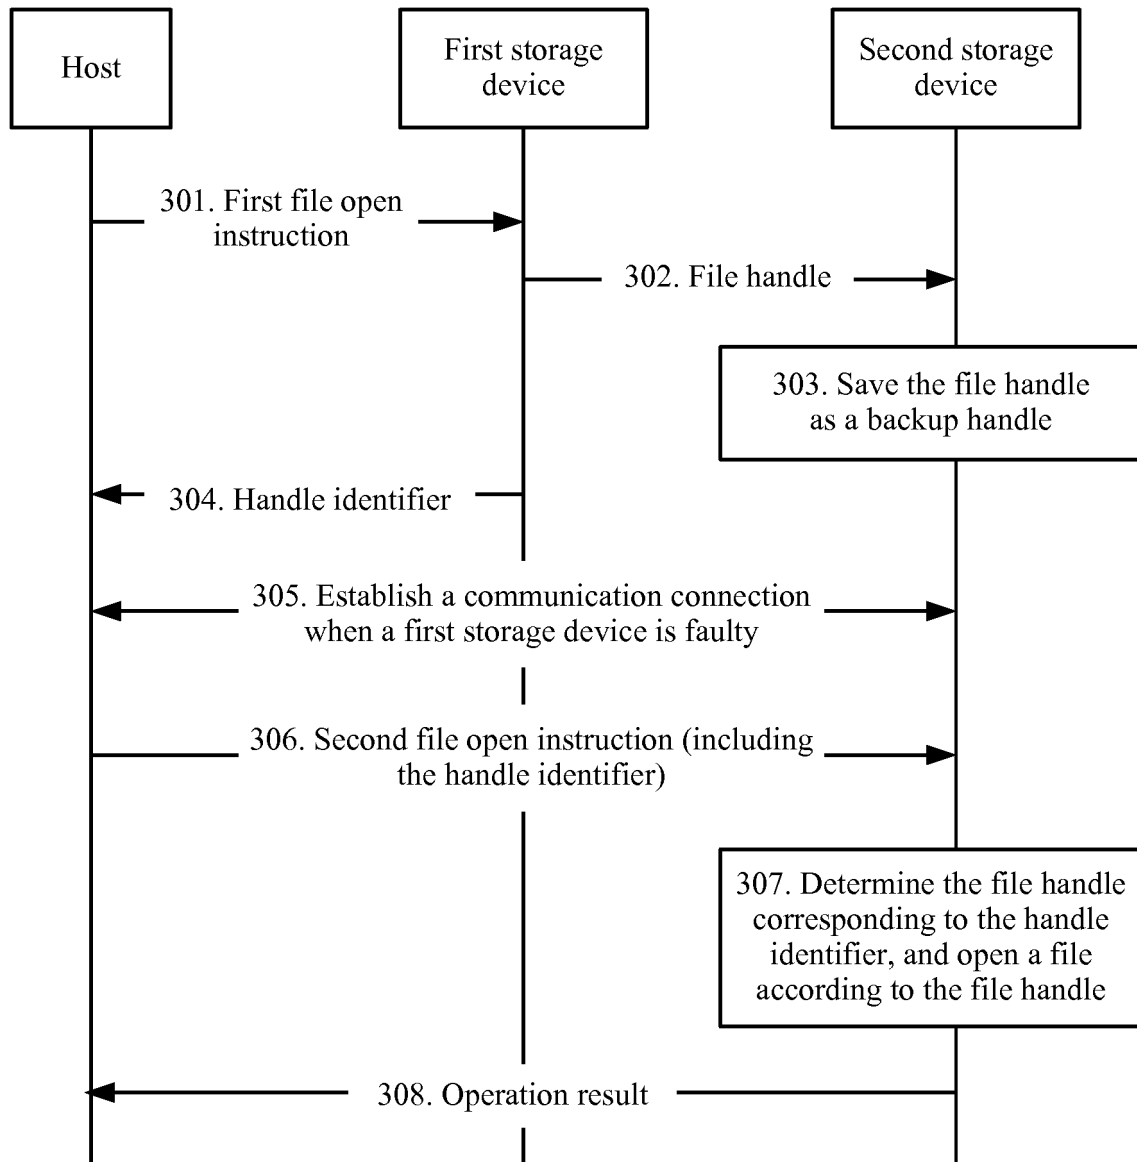 Host
First storage
device
Second storage
device
301. First file open
instruction
302. File handle
303. Save the file handle
as a backup handle
304. Handle identifier
305. Establish a communication connection
when a first storage device is faulty
306. Second file open instruction (including
the handle identifier)
307. Determine the file handle
corresponding to the handle
identifier, and open a file
according to the file handle
308. Operation result